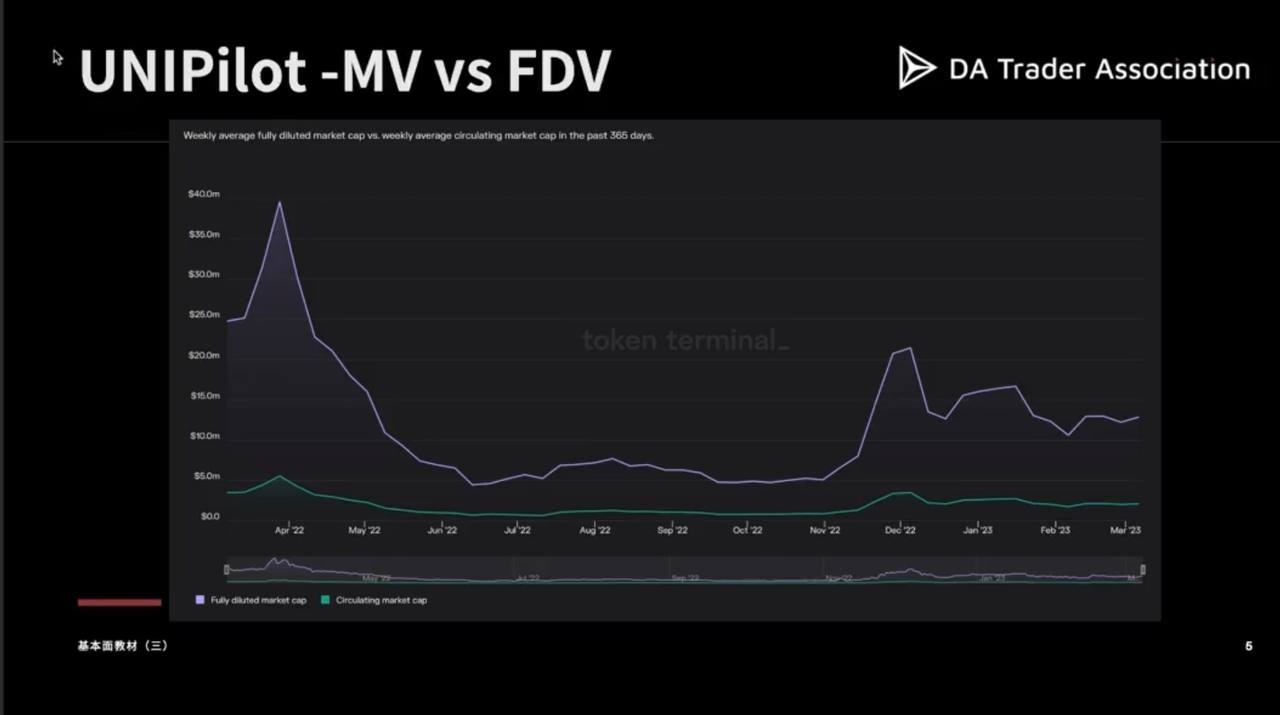 UNIPilot -MV vs FDV
DA Trader Association
Weekly average fully diluted market cap vs. weekly average circulating market cap in the past 365 days.
$40.0m
$35.0m
$30.0m
$25.0m
token terminal_
$20.0m
$15.0m
$10.0m
$5.0m
$0.0
Apr '22 May '22 Jun '22 Jul '22 Aug '22 Sep '22 Oct '22 Nov '22 Dec '22 Jan '23 Feb '23 Mar '23
May '22 Jul '22 Sep '22 Nov '22 Jan '23
Fully diluted market cap Circulating market cap
基本面教材（三）
5